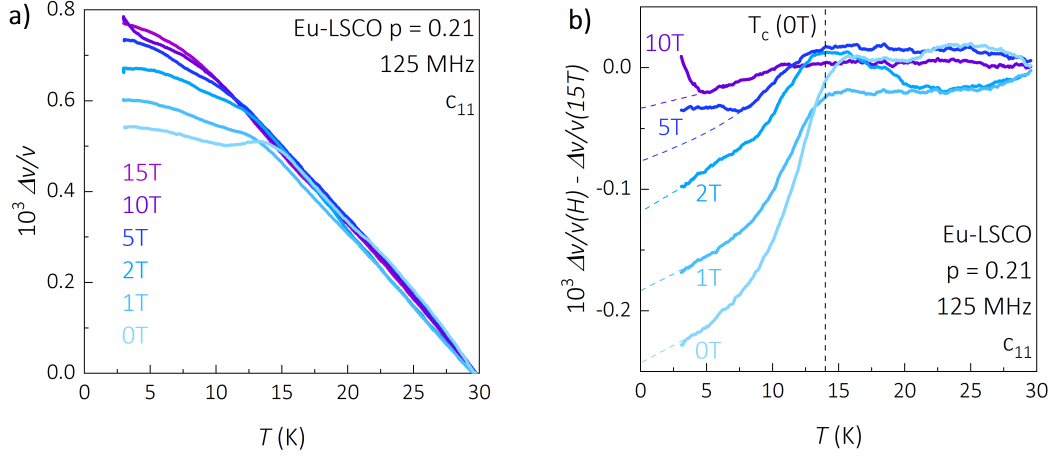 a)
Eu-LSCO p = 0.21
125 MHz
c₁₁
10³ Δv/v
0.8
0.6
0.4
0.2
0.0
15T
10T
5T
2T
1T
0T
0 5 10 15 20 25 30
T (K)
b)
T_c (0T)
10³ Δv/v(H) - Δv/v(15T)
0.0
-0.1
-0.2
10T
5T
2T
1T
0T
Eu-LSCO
p = 0.21
125 MHz
c₁₁
0 5 10 15 20 25 30
T (K)